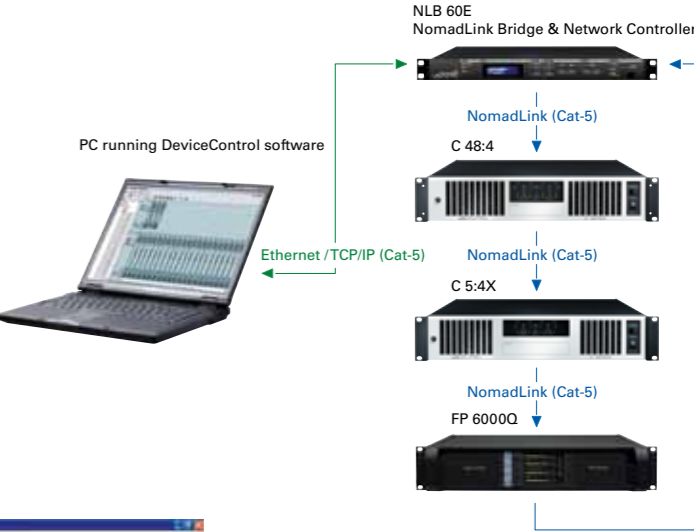 NLB 60E
NomadLink Bridge & Network Controller
NomadLink (Cat-5)
C 48:4
PC running DeviceControl software
Ethernet /TCP/IP (Cat-5)
NomadLink (Cat-5)
C 5:4X
NomadLink (Cat-5)
FP 6000Q